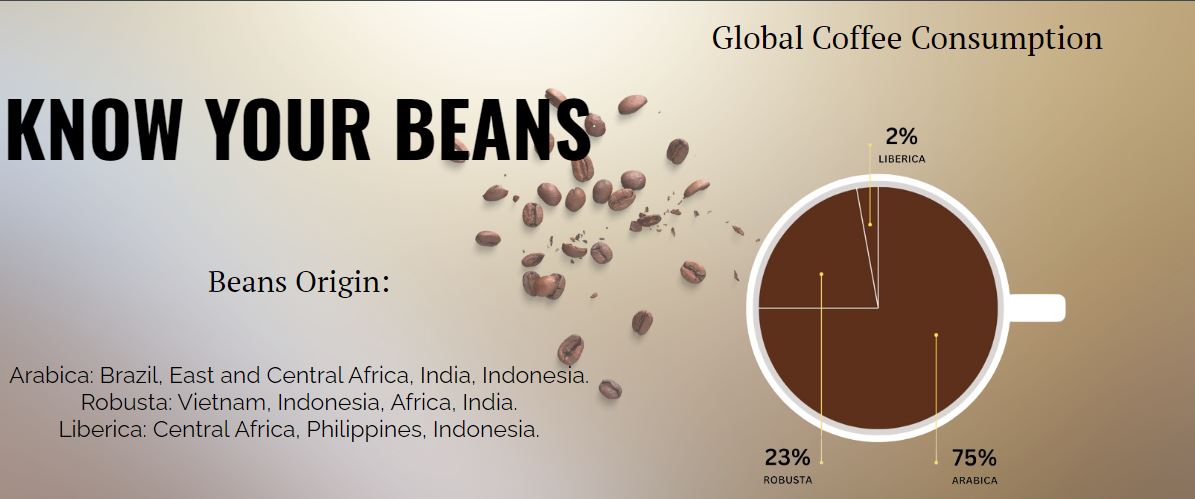 Global Coffee Consumption
KNOW YOUR BEANS
2%
LIBERICA
Beans Origin:
Arabica: Brazil, East and Central Africa, India, Indonesia.
Robusta: Vietnam, Indonesia, Africa, India.
Liberica: Central Africa, Philippines, Indonesia.
23%
ROBUSTA
75%
ARABICA